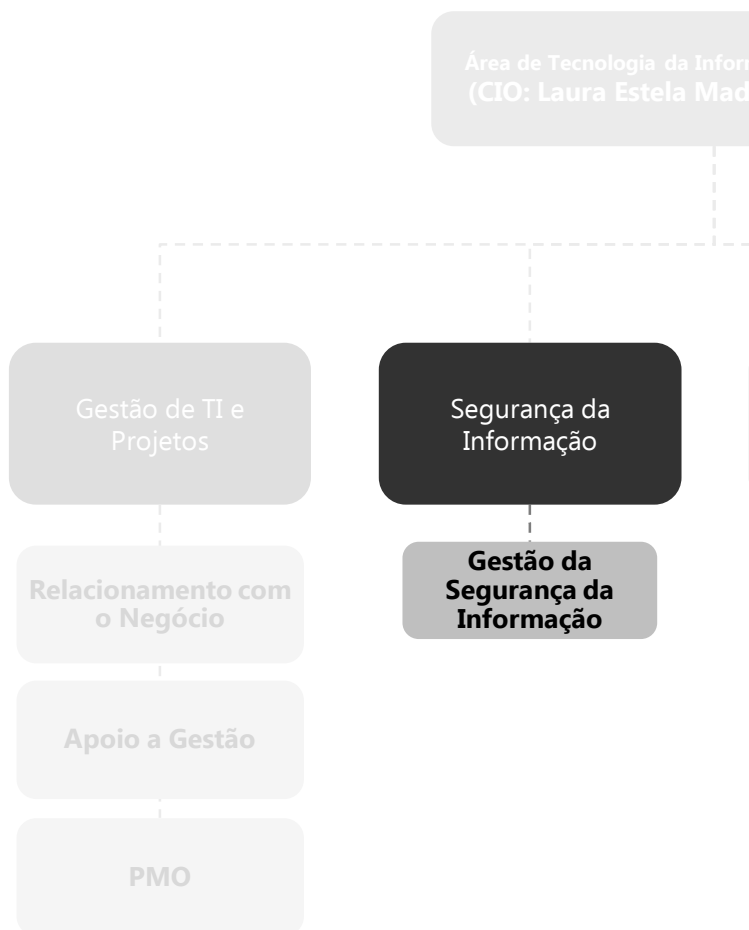 Área de Tecnologia da Infor
(CIO: Laura Estela Mad
Gestão de TI e
Projetos
Segurança da
Informação
Relacionamento com
o Negócio
Gestão da
Segurança da
Informação
Apoio a Gestão
PMO